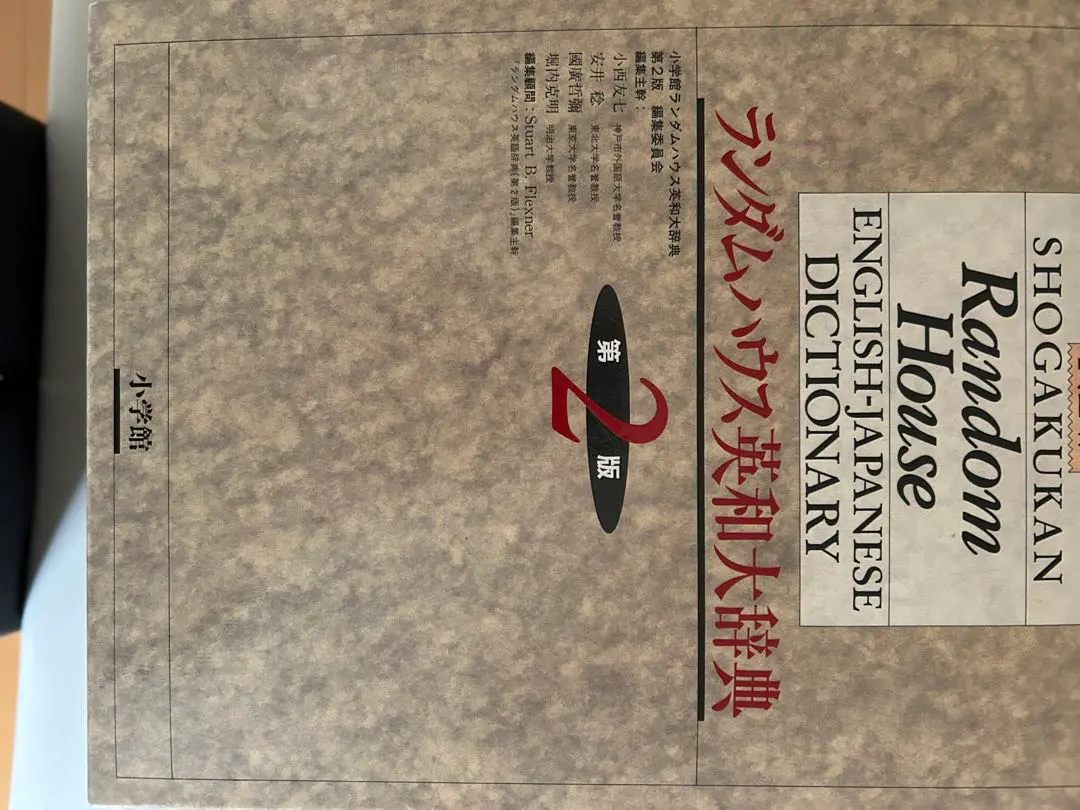 SHOGAKUKAN
Random
House
ENGLISH-JAPANESE
DICTIONARY
ランダムハウス英和大辞典
小学館ランダムハウス英和大辞典
第2版 編集委員会
編集主幹：
小西友七 神戸市外国語大学名誉教授
安井 稔 東北大学名誉教授
國廣哲彌 東京大学名誉教授
堀内克明 明治大学教授
編集顧問：Stuart B. Flexner
「ランダムハウス英語辞典(第2版)」編集主幹
第2版
小学館